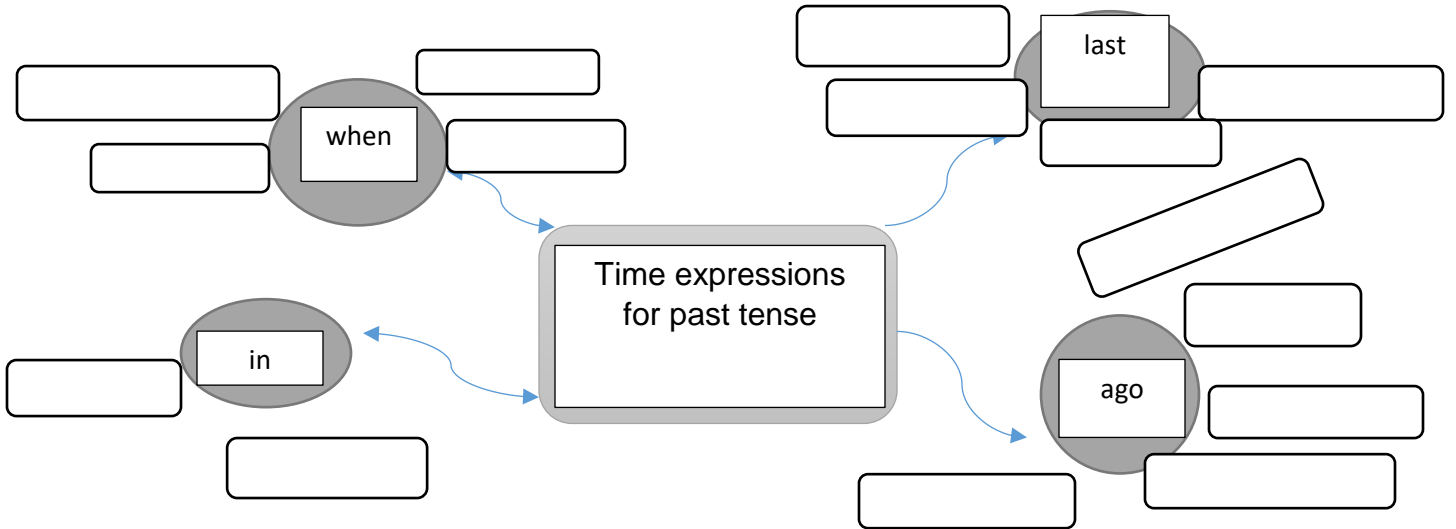 last
when
Time expressions
for past tense
in
ago